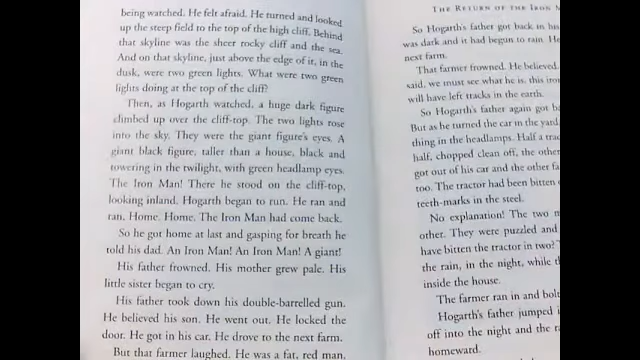 being watched. He felt afraid. He turned and looked
up the steep field to the top of the high cliff. Behind
that skyline was the sheer rocky cliff and the sea.
And on that skyline, just above the edge of it, in the
dusk, were two green lights. What were two green
lights doing at the top of the cliff?
Then, as Hogarth watched, a huge dark figure
climbed up over the cliff-top. The two lights rose
into the sky. They were the giant figure's eyes. A
giant black figure, taller than a house, black and
towering in the twilight, with green headlamp eyes.
The Iron Man! There he stood on the cliff-top,
looking inland. Hogarth began to run. He ran and
ran. Home. Home. The Iron Man had come back.
So he got home at last and gasping for breath he
told his dad. An Iron Man! An Iron Man! A giant!
His father frowned. His mother grew pale. His
little sister began to cry.
His father took down his double-barrelled gun.
He believed his son. He went out. He locked the
door. He got in his car. He drove to the next farm.
But that farmer laughed. He was a fat, red man,
THE RETURN OF THE IRON M
So Hogarth's father got back in his
was dark and it had begun to rain. He
next farm.
That farmer frowned. He believed.
said, we must see what he is, this iron
will have left tracks in the earth.
So Hogarth's father again got ba
But as he turned the car in the yard
thing in the headlamps. Half a trac
half, chopped clean off, the other
got out of his car and the other fa
too. The tractor had been bitten
teeth-marks in the steel.
No explanation! The two m
other. They were puzzled and
have bitten the tractor in two?
the rain, in the night, while th
inside the house.
The farmer ran in and bolt
Hogarth's father jumped i
off into the night and the ra
homeward.